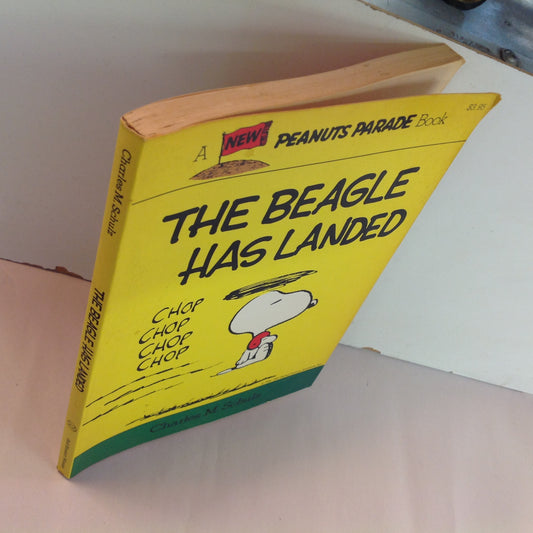 A NEW PEANUTS PARADE Book
$3.95
THE BEAGLE
HAS LANDED
CHOP
CHOP
CHOP
CHOP
Charles M. Schulz
Charles M. Schulz
THE BEAGLE HAS LANDED